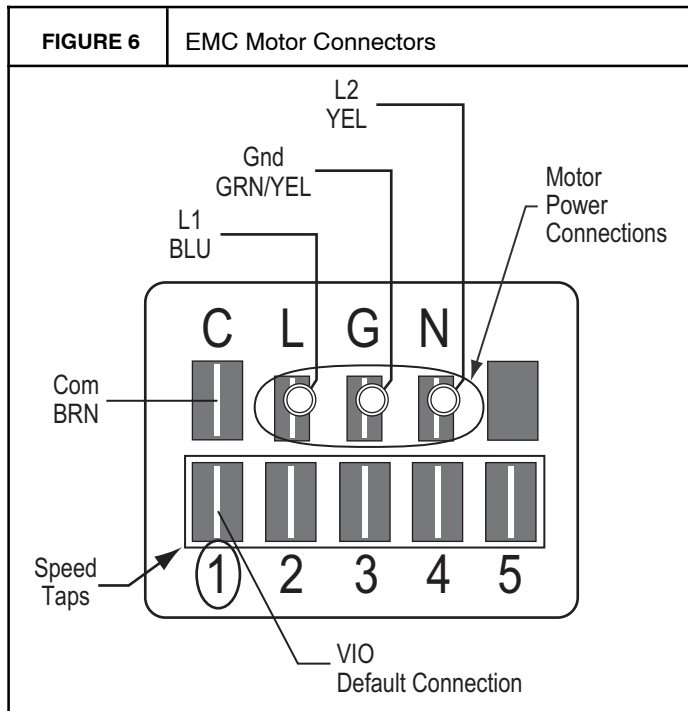 FIGURE 6
EMC Motor Connectors
L2
YEL
Gnd
GRN/YEL
Motor
Power
Connections
L1
BLU
C L G N
Com
BRN
Speed
Taps
1 2 3 4 5
VIO
Default Connection